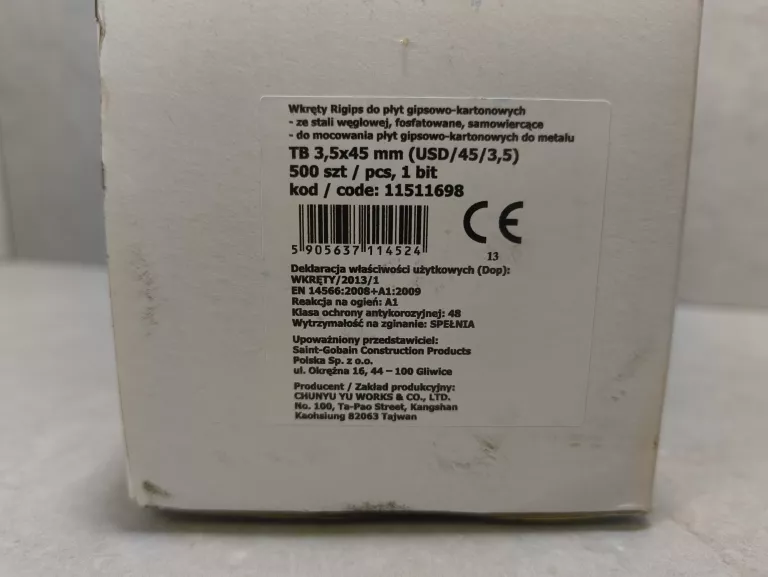 Wkręty Rigips do płyt gipsowo-kartonowych
- ze stali węglowej, fosfatowane, samowiercące
- do mocowania płyt gipsowo-kartonowych do metalu
TB 3,5x45 mm (USD/45/3,5)
500 szt / pcs, 1 bit
kod / code: 11511698
CE
5 905637 114524
13
Deklaracja właściwości użytkowych (Dop):
WKRĘTY/2013/1
EN 14566:2008+A1:2009
Reakcja na ogień: A1
Klasa ochrony antykorozyjnej: 48
Wytrzymałość na zginanie: SPEŁNIA
Upoważniony przedstawiciel:
Saint-Gobain Construction Products
Polska Sp. z o.o.
ul. Okrężna 16, 44 – 100 Gliwice
Producent / Zakład produkcyjny:
CHUNYU YU WORKS & CO., LTD.
No. 100, Ta-Pao Street, Kangshan
Kaohsiung 82063 Tajwan